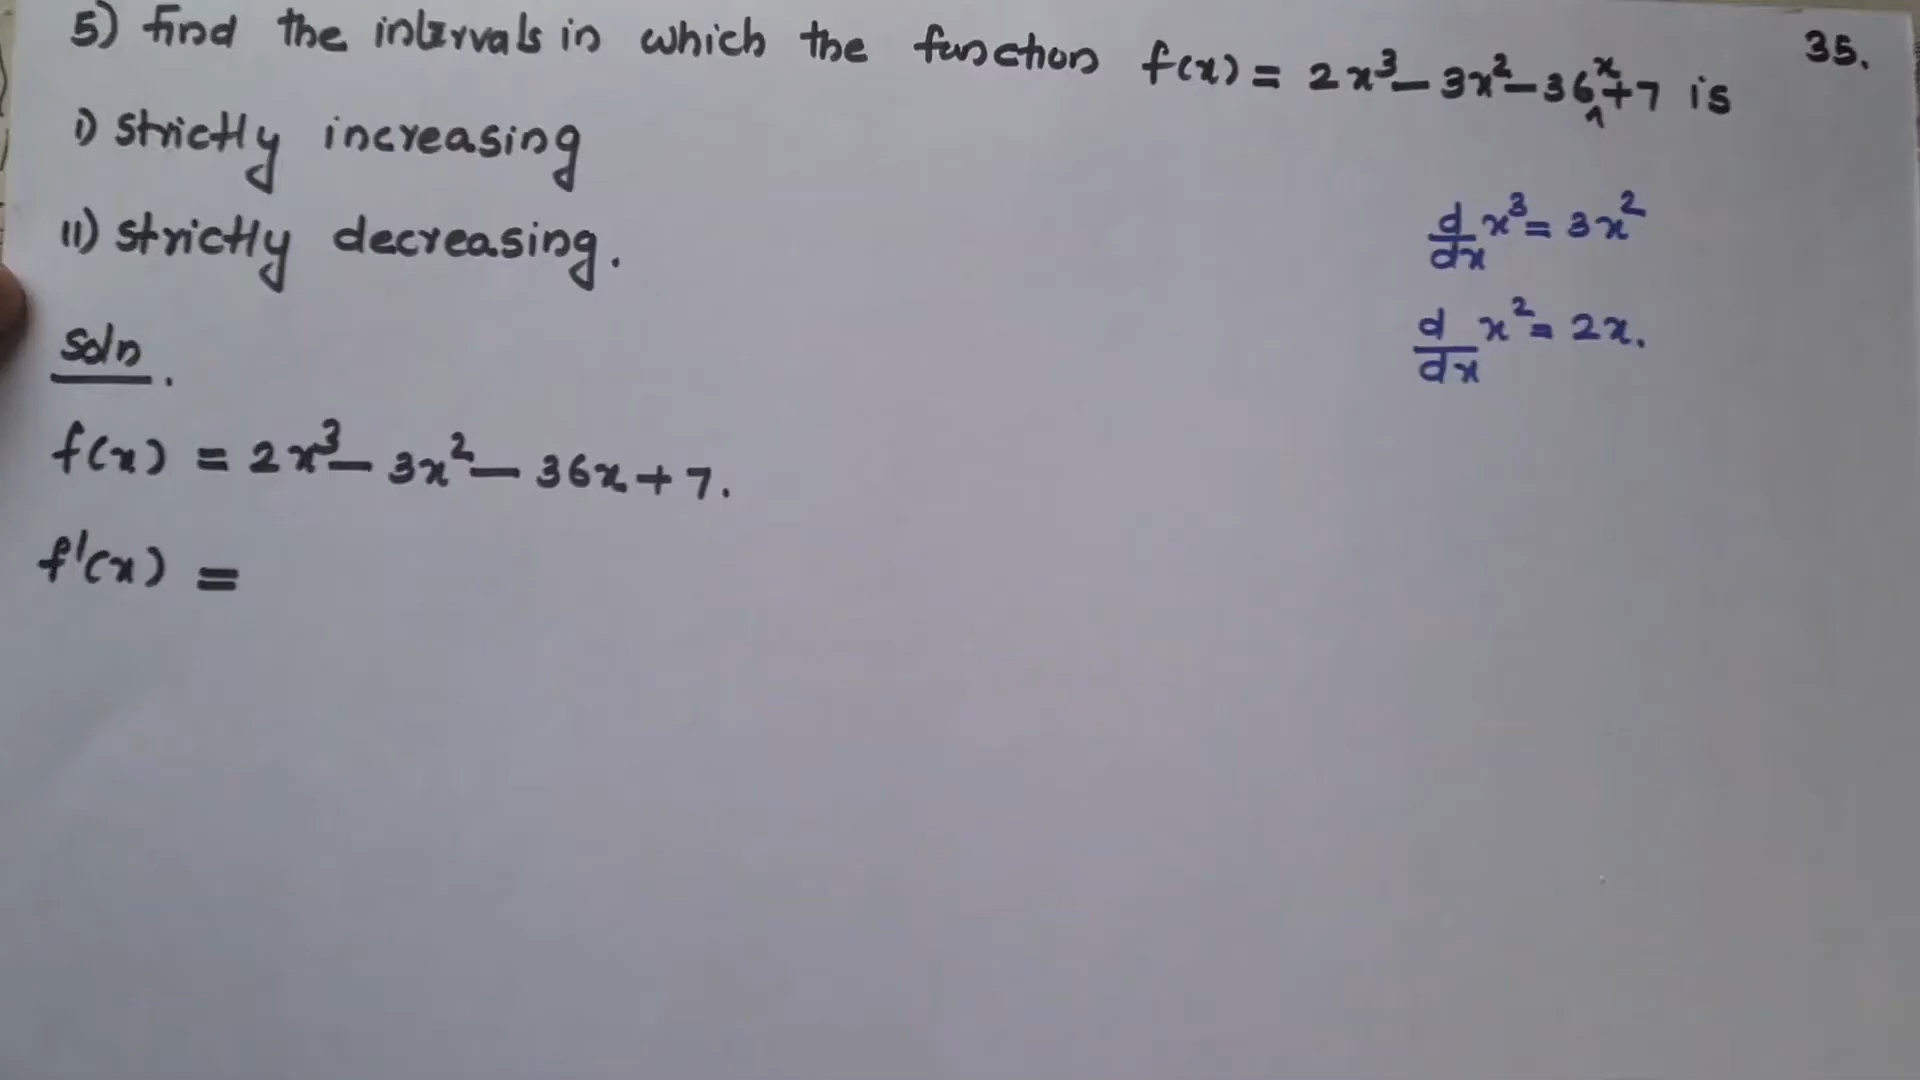 5) Find the intervals in which the function f(x) = 2x³ - 3x² - 36x + 7 is
35.
i) strictly increasing
ii) strictly decreasing.
d/dx x³ = 3x²
d/dx x² = 2x.
Soln.
f(x) = 2x³ - 3x² - 36x + 7.
f'(x) =